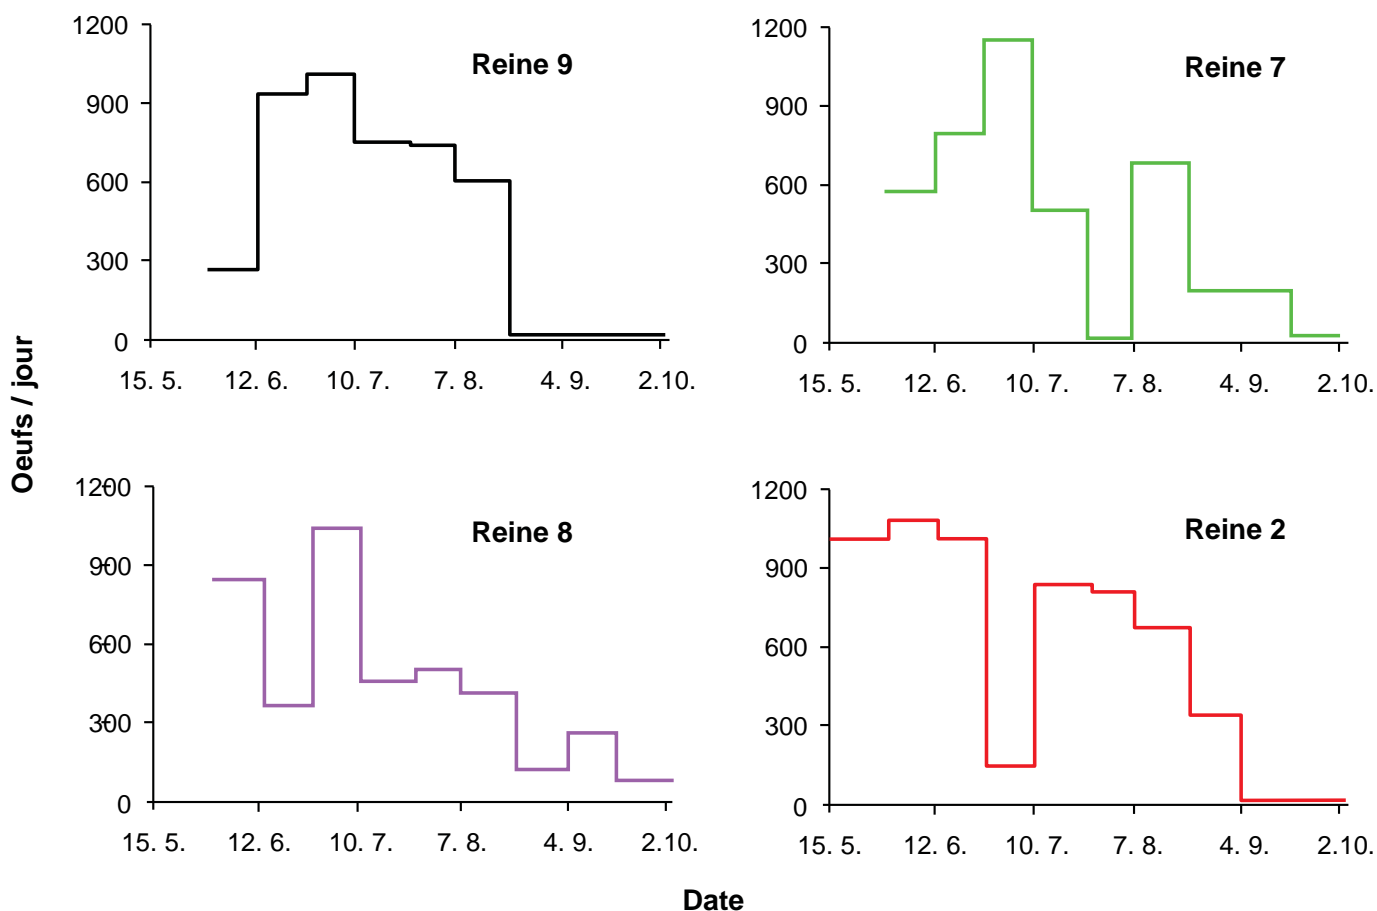 Oeufs / jour
Reine 9
1200
900
600
300
0
15. 5. 12. 6. 10. 7. 7. 8. 4. 9. 2.10.
Reine 7
1200
900
600
300
0
15. 5. 12. 6. 10. 7. 7. 8. 4. 9. 2.10.
Reine 8
1200
900
600
300
0
15. 5. 12. 6. 10. 7. 7. 8. 4. 9. 2.10.
Reine 2
1200
900
600
300
0
15. 5. 12. 6. 10. 7. 7. 8. 4. 9. 2.10.
Date